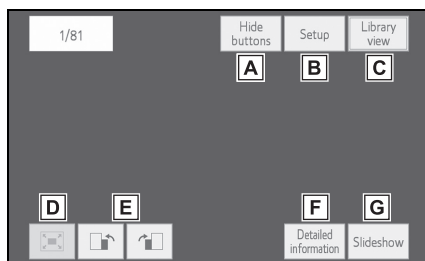 1/81
Hide
buttons
Setup
Library
view
A
B
C
D
E
F
G
Detailed
information
Slideshow